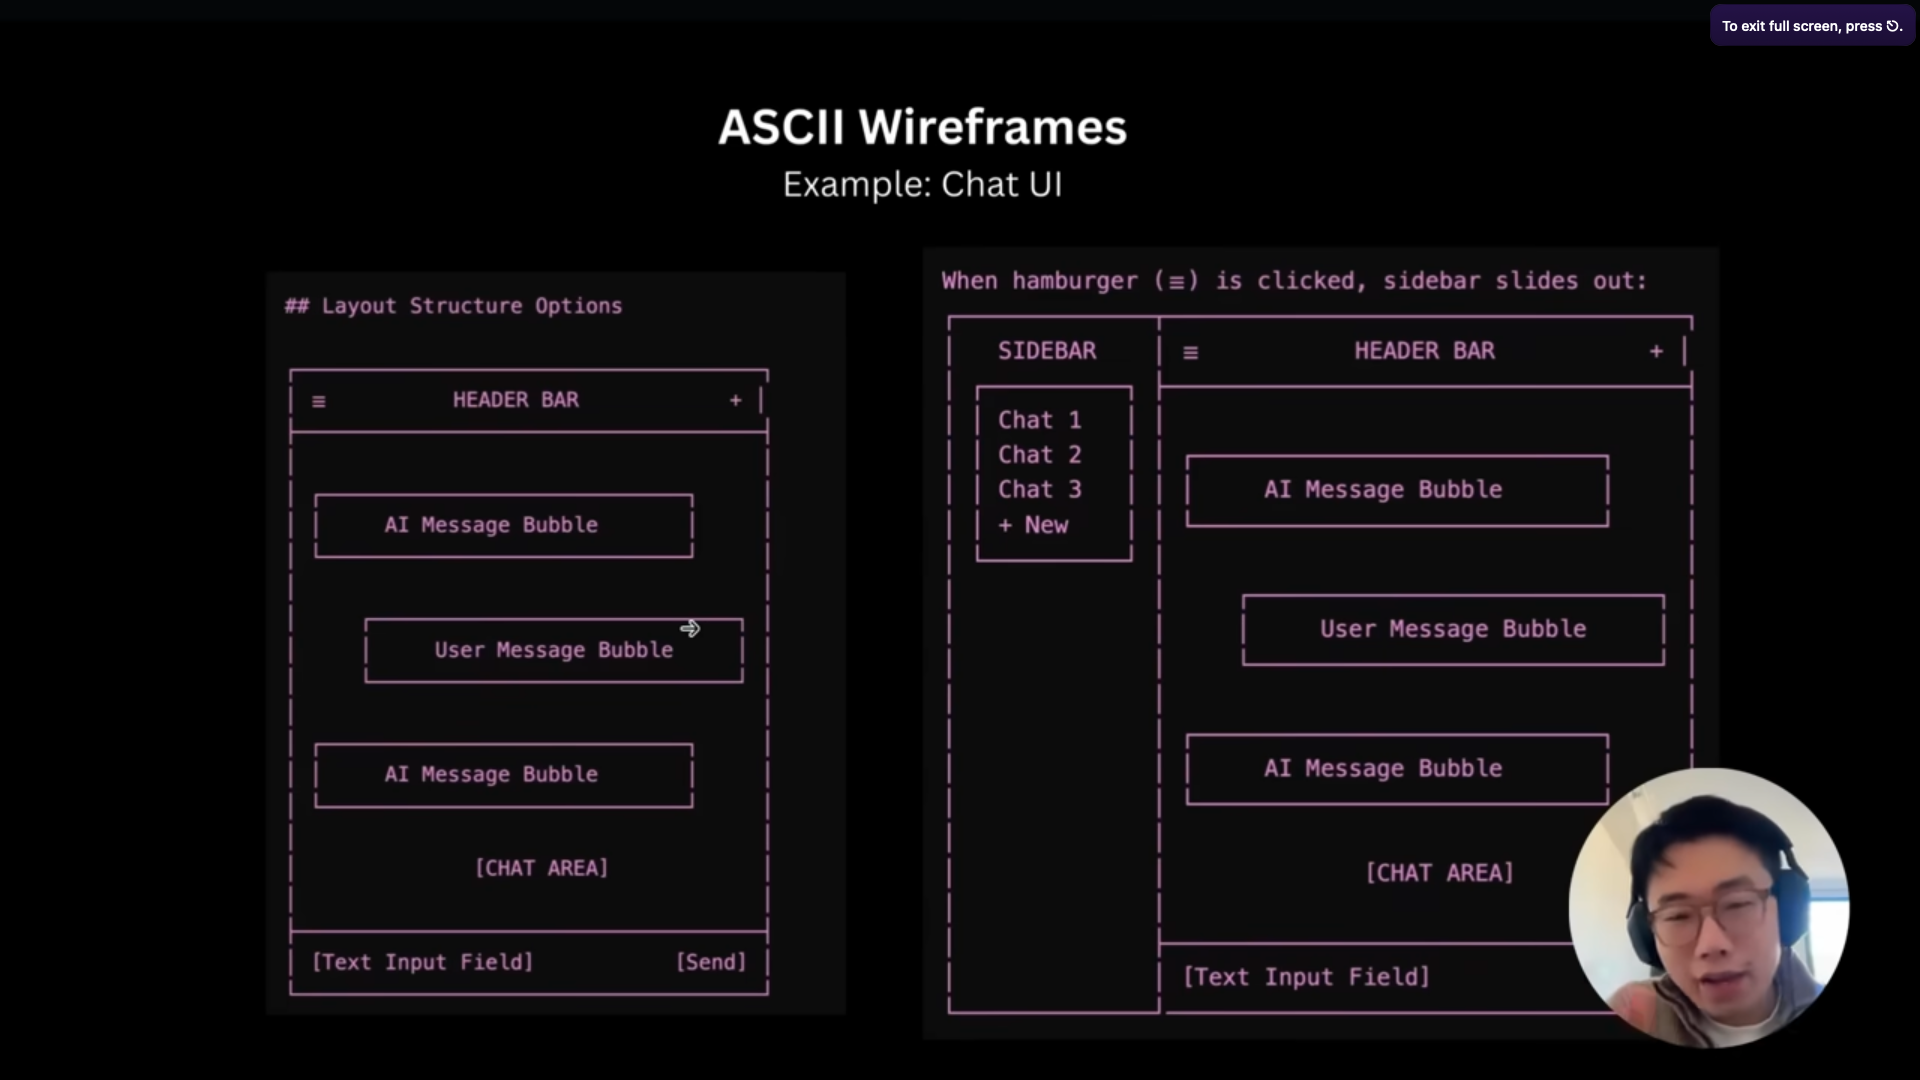 To exit full screen, press ⎋.
ASCII Wireframes
Example: Chat UI
## Layout Structure Options
≡ HEADER BAR +
AI Message Bubble
User Message Bubble
AI Message Bubble
[CHAT AREA]
[Text Input Field] [Send]
When hamburger (≡) is clicked, sidebar slides out:
SIDEBAR ≡ HEADER BAR +
Chat 1
Chat 2
Chat 3
+ New
AI Message Bubble
User Message Bubble
AI Message Bubble
[CHAT AREA]
[Text Input Field]